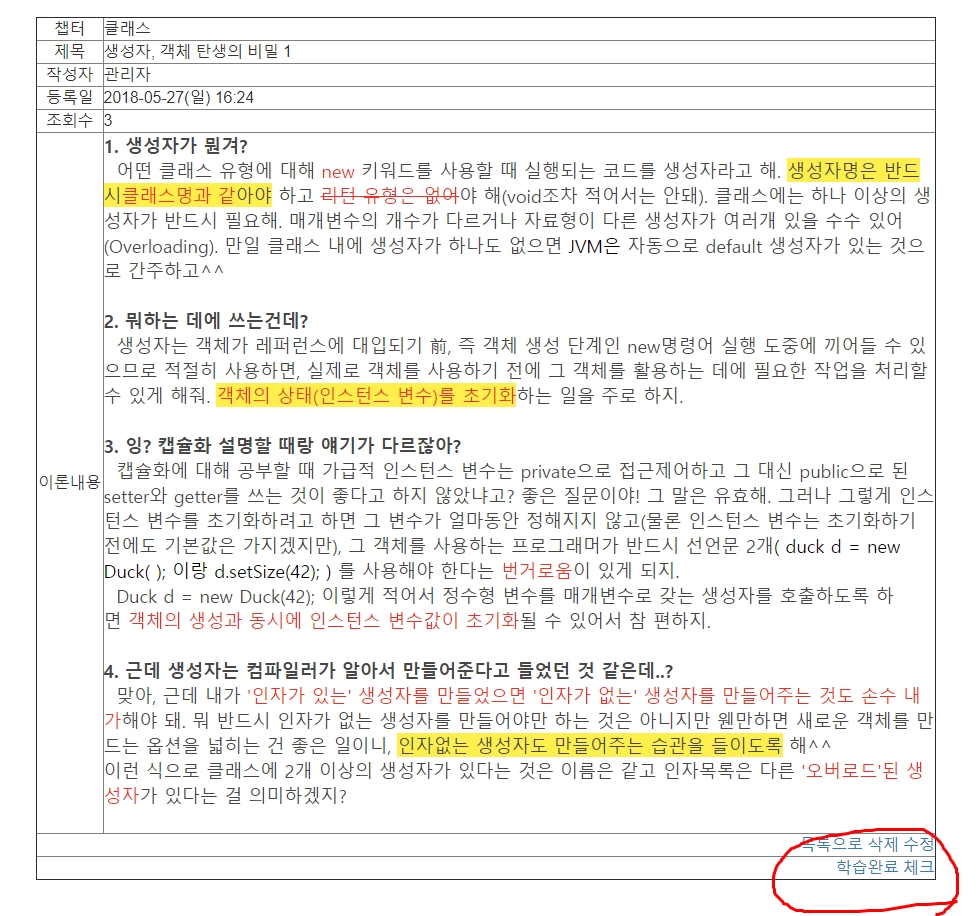 챕터 클래스
제목 생성자, 객체 탄생의 비밀 1
작성자 관리자
등록일 2018-05-27(일) 16:24
조회수 3
1. 생성자가 뭔겨?
어떤 클래스 유형에 대해 new 키워드를 사용할 때 실행되는 코드를 생성자라고 해. 생성자명은 반드
시클래스명과 같아야 하고 리턴 유형은 없어야 해(void조차 적어서는 안돼). 클래스에는 하나 이상의 생
성자가 반드시 필요해. 매개변수의 개수가 다르거나 자료형이 다른 생성자가 여러개 있을 수수 있어
(Overloading). 만일 클래스 내에 생성자가 하나도 없으면 JVM은 자동으로 default 생성자가 있는 것으
로 간주하고^^
2. 뭐하는 데에 쓰는건데?
생성자는 객체가 레퍼런스에 대입되기 前, 즉 객체 생성 단계인 new명령어 실행 도중에 끼어들 수 있
으므로 적절히 사용하면, 실제로 객체를 사용하기 전에 그 객체를 활용하는 데에 필요한 작업을 처리할
수 있게 해줘. 객체의 상태(인스턴스 변수)를 초기화하는 일을 주로 하지.
3. 잉? 캡슐화 설명할 때랑 얘기가 다르잖아?
이론내용
캡슐화에 대해 공부할 때 가급적 인스턴스 변수는 private으로 접근제어하고 그 대신 public으로 된
setter와 getter를 쓰는 것이 좋다고 하지 않았냐고? 좋은 질문이야! 그 말은 유효해. 그러나 그렇게 인스
턴스 변수를 초기화하려고 하면 그 변수가 얼마동안 정해지지 않고(물론 인스턴스 변수는 초기화하기
전에도 기본값은 가지겠지만), 그 객체를 사용하는 프로그래머가 반드시 선언문 2개( duck d = new
Duck( ); 이랑 d.setSize(42); ) 를 사용해야 한다는 번거로움이 있게 되지.
Duck d = new Duck(42); 이렇게 적어서 정수형 변수를 매개변수로 갖는 생성자를 호출하도록 하
면 객체의 생성과 동시에 인스턴스 변수값이 초기화될 수 있어서 참 편하지.
4. 근데 생성자는 컴파일러가 알아서 만들어준다고 들었던 것 같은데..?
맞아, 근데 내가 '인자가 있는' 생성자를 만들었으면 '인자가 없는' 생성자를 만들어주는 것도 손수 내
가해야 돼. 뭐 반드시 인자가 없는 생성자를 만들어야만 하는 것은 아니지만 웬만하면 새로운 객체를 만
드는 옵션을 넓히는 건 좋은 일이니, 인자없는 생성자도 만들어주는 습관을 들이도록 해^^
이런 식으로 클래스에 2개 이상의 생성자가 있다는 것은 이름은 같고 인자목록은 다른 '오버로드'된 생
성자가 있다는 걸 의미하겠지?
목록으로 삭제 수정
학습완료 체크